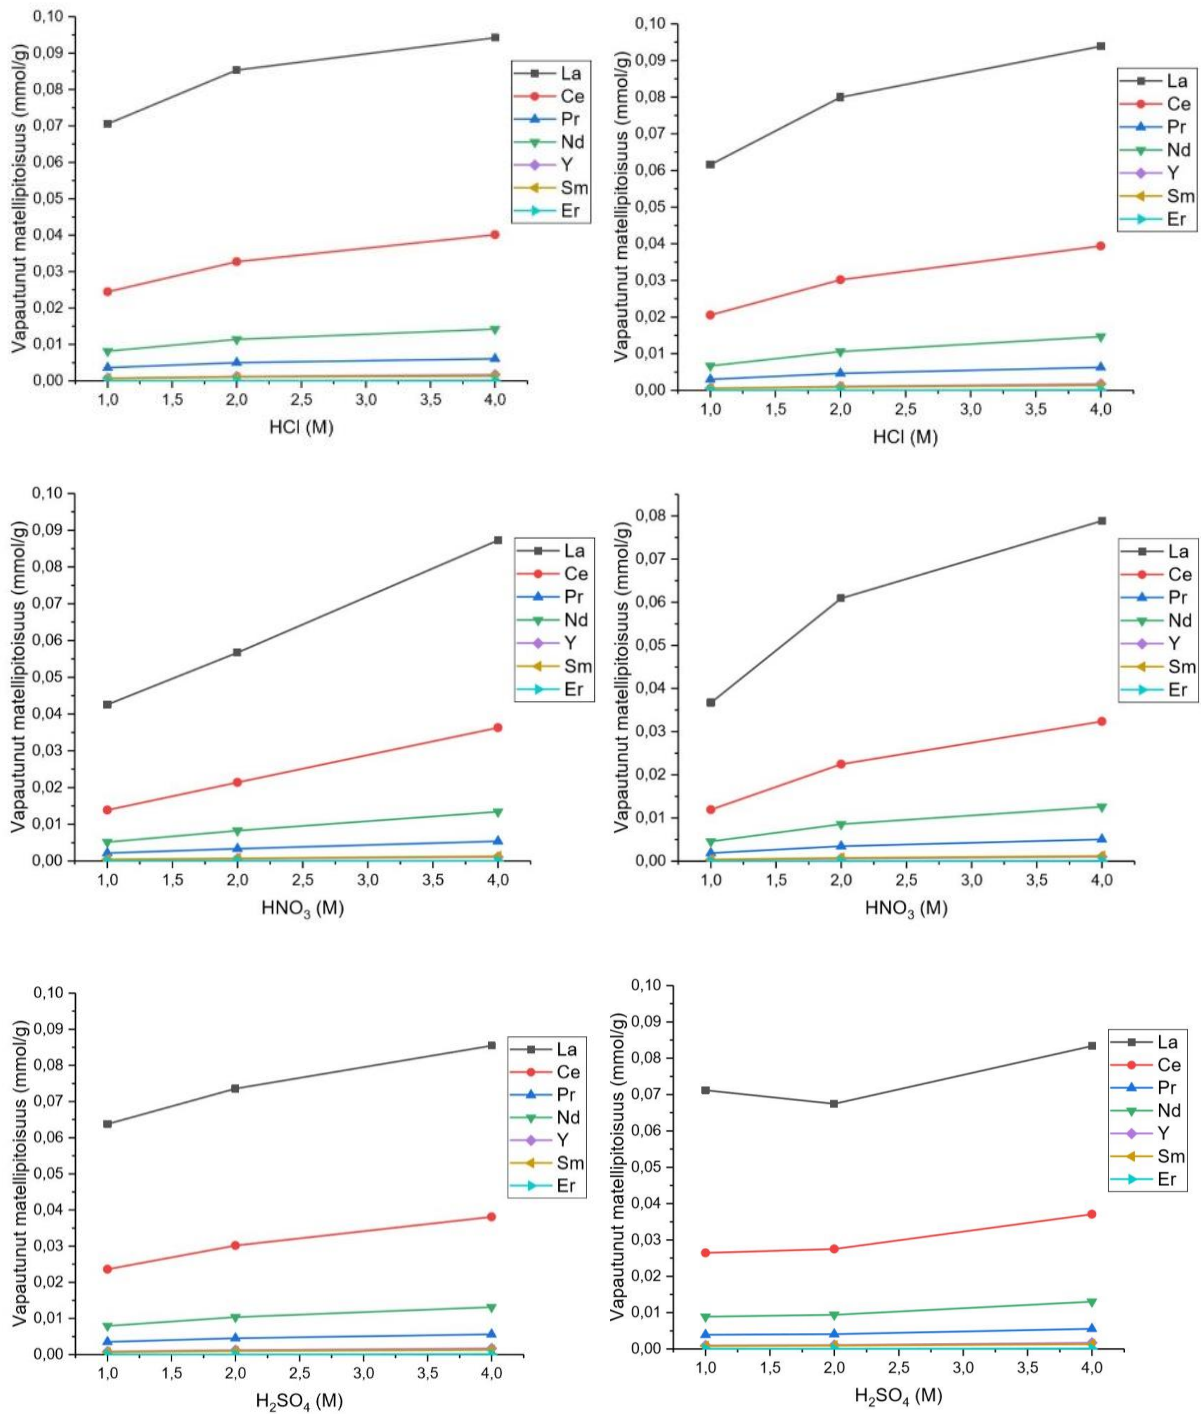 Vapautunut matellipitoisuus (mmol/g)
0,10
0,09
0,08
0,07
0,06
0,05
0,04
0,03
0,02
0,01
0,00
1,0 1,5 2,0 2,5 3,0 3,5 4,0
HCl (M)
La
Ce
Pr
Nd
Y
Sm
Er
Vapautunut matellipitoisuus (mmol/g)
0,10
0,09
0,08
0,07
0,06
0,05
0,04
0,03
0,02
0,01
0,00
1,0 1,5 2,0 2,5 3,0 3,5 4,0
HCl (M)
La
Ce
Pr
Nd
Y
Sm
Er
Vapautunut matellipitoisuus (mmol/g)
0,10
0,09
0,08
0,07
0,06
0,05
0,04
0,03
0,02
0,01
0,00
1,0 1,5 2,0 2,5 3,0 3,5 4,0
HNO₃ (M)
La
Ce
Pr
Nd
Y
Sm
Er
Vapautunut matellipitoisuus (mmol/g)
0,08
0,07
0,06
0,05
0,04
0,03
0,02
0,01
0,00
1,0 1,5 2,0 2,5 3,0 3,5 4,0
HNO₃ (M)
La
Ce
Pr
Nd
Y
Sm
Er
Vapautunut matellipitoisuus (mmol/g)
0,10
0,09
0,08
0,07
0,06
0,05
0,04
0,03
0,02
0,01
0,00
1,0 1,5 2,0 2,5 3,0 3,5 4,0
H₂SO₄ (M)
La
Ce
Pr
Nd
Y
Sm
Er
Vapautunut matellipitoisuus (mmol/g)
0,10
0,09
0,08
0,07
0,06
0,05
0,04
0,03
0,02
0,01
0,00
1,0 1,5 2,0 2,5 3,0 3,5 4,0
H₂SO₄ (M)
La
Ce
Pr
Nd
Y
Sm
Er